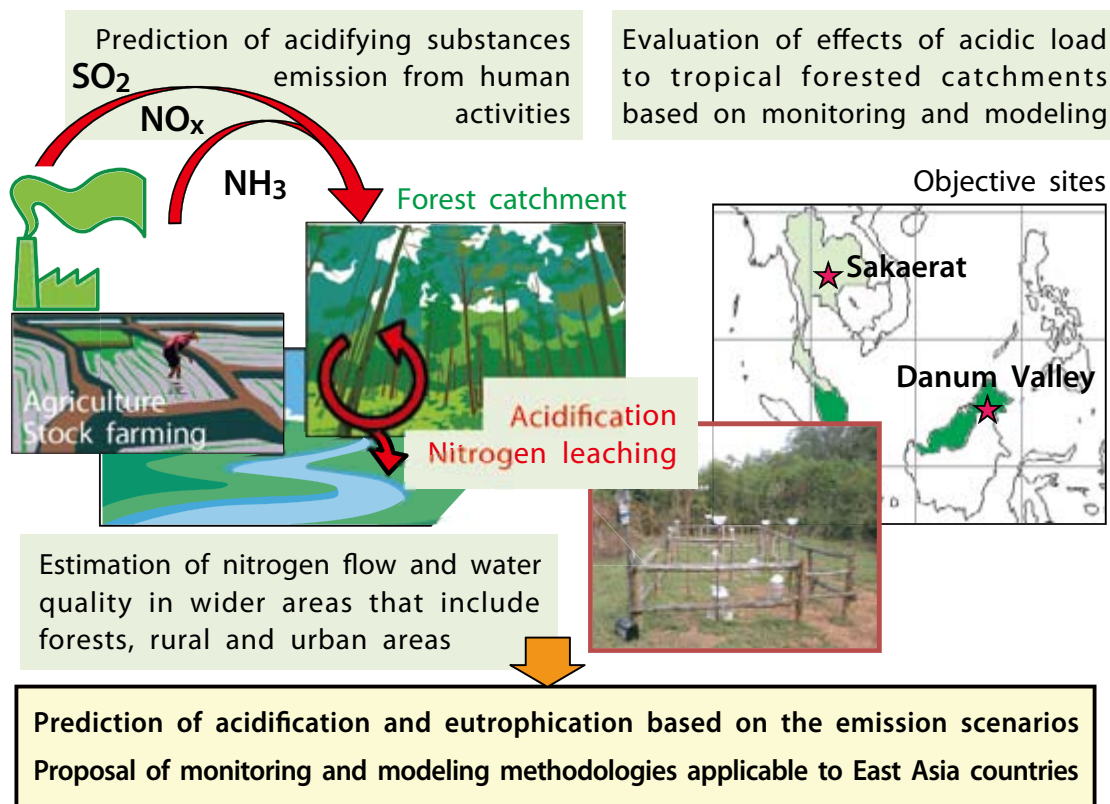 Prediction of acidifying substances
emission from human
activities
SO2
NOx
NH3
Evaluation of effects of acidic load
to tropical forested catchments
based on monitoring and modeling
Objective sites
Sakaerat
Danum Valley
Forest catchment
Agriculture
Stock farming
Acidification
Nitrogen leaching
Estimation of nitrogen flow and water
quality in wider areas that include
forests, rural and urban areas
Prediction of acidification and eutrophication based on the emission scenarios
Proposal of monitoring and modeling methodologies applicable to East Asia countries